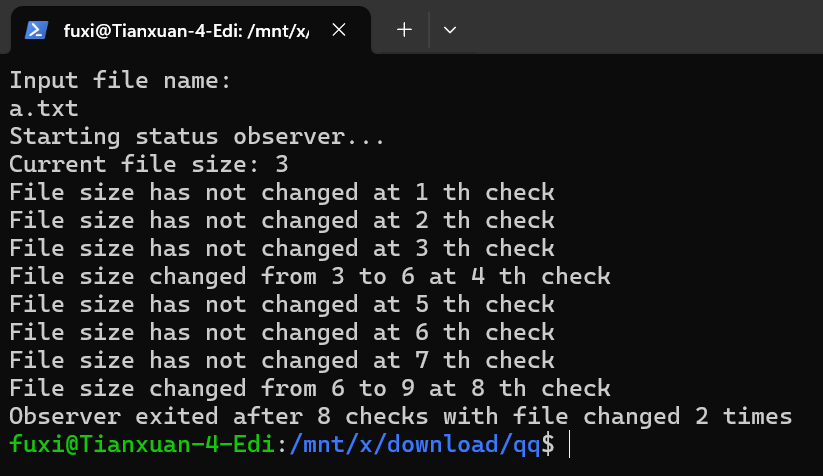 fuxi@Tianxuan-4-Edi: /mnt/x/
Input file name:
a.txt
Starting status observer...
Current file size: 3
File size has not changed at 1 th check
File size has not changed at 2 th check
File size has not changed at 3 th check
File size changed from 3 to 6 at 4 th check
File size has not changed at 5 th check
File size has not changed at 6 th check
File size has not changed at 7 th check
File size changed from 6 to 9 at 8 th check
Observer exited after 8 checks with file changed 2 times
fuxi@Tianxuan-4-Edi:/mnt/x/download/qq$